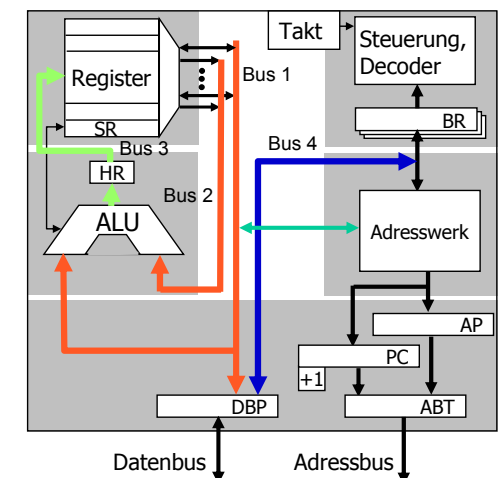 Takt
Steuerung,
Decoder
Register
Bus 1
SR
BR
Bus 3
Bus 4
HR
Bus 2
ALU
Adresswerk
AP
PC
+1
DBP
ABT
Datenbus
Adressbus